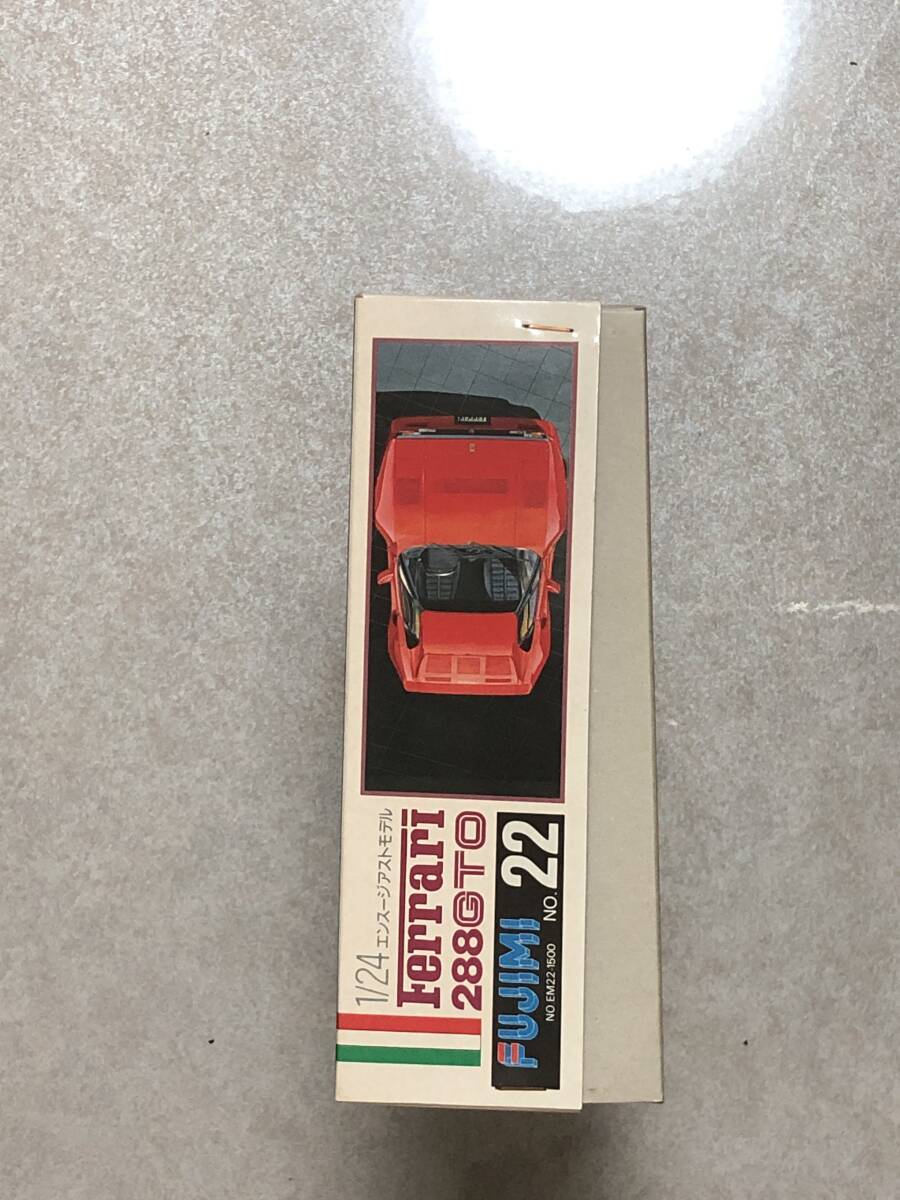 1/24 エンスージアストモデル
Ferrari
288GTO
FUJIMI NO. 22
NO EM22-1500
Ferrari